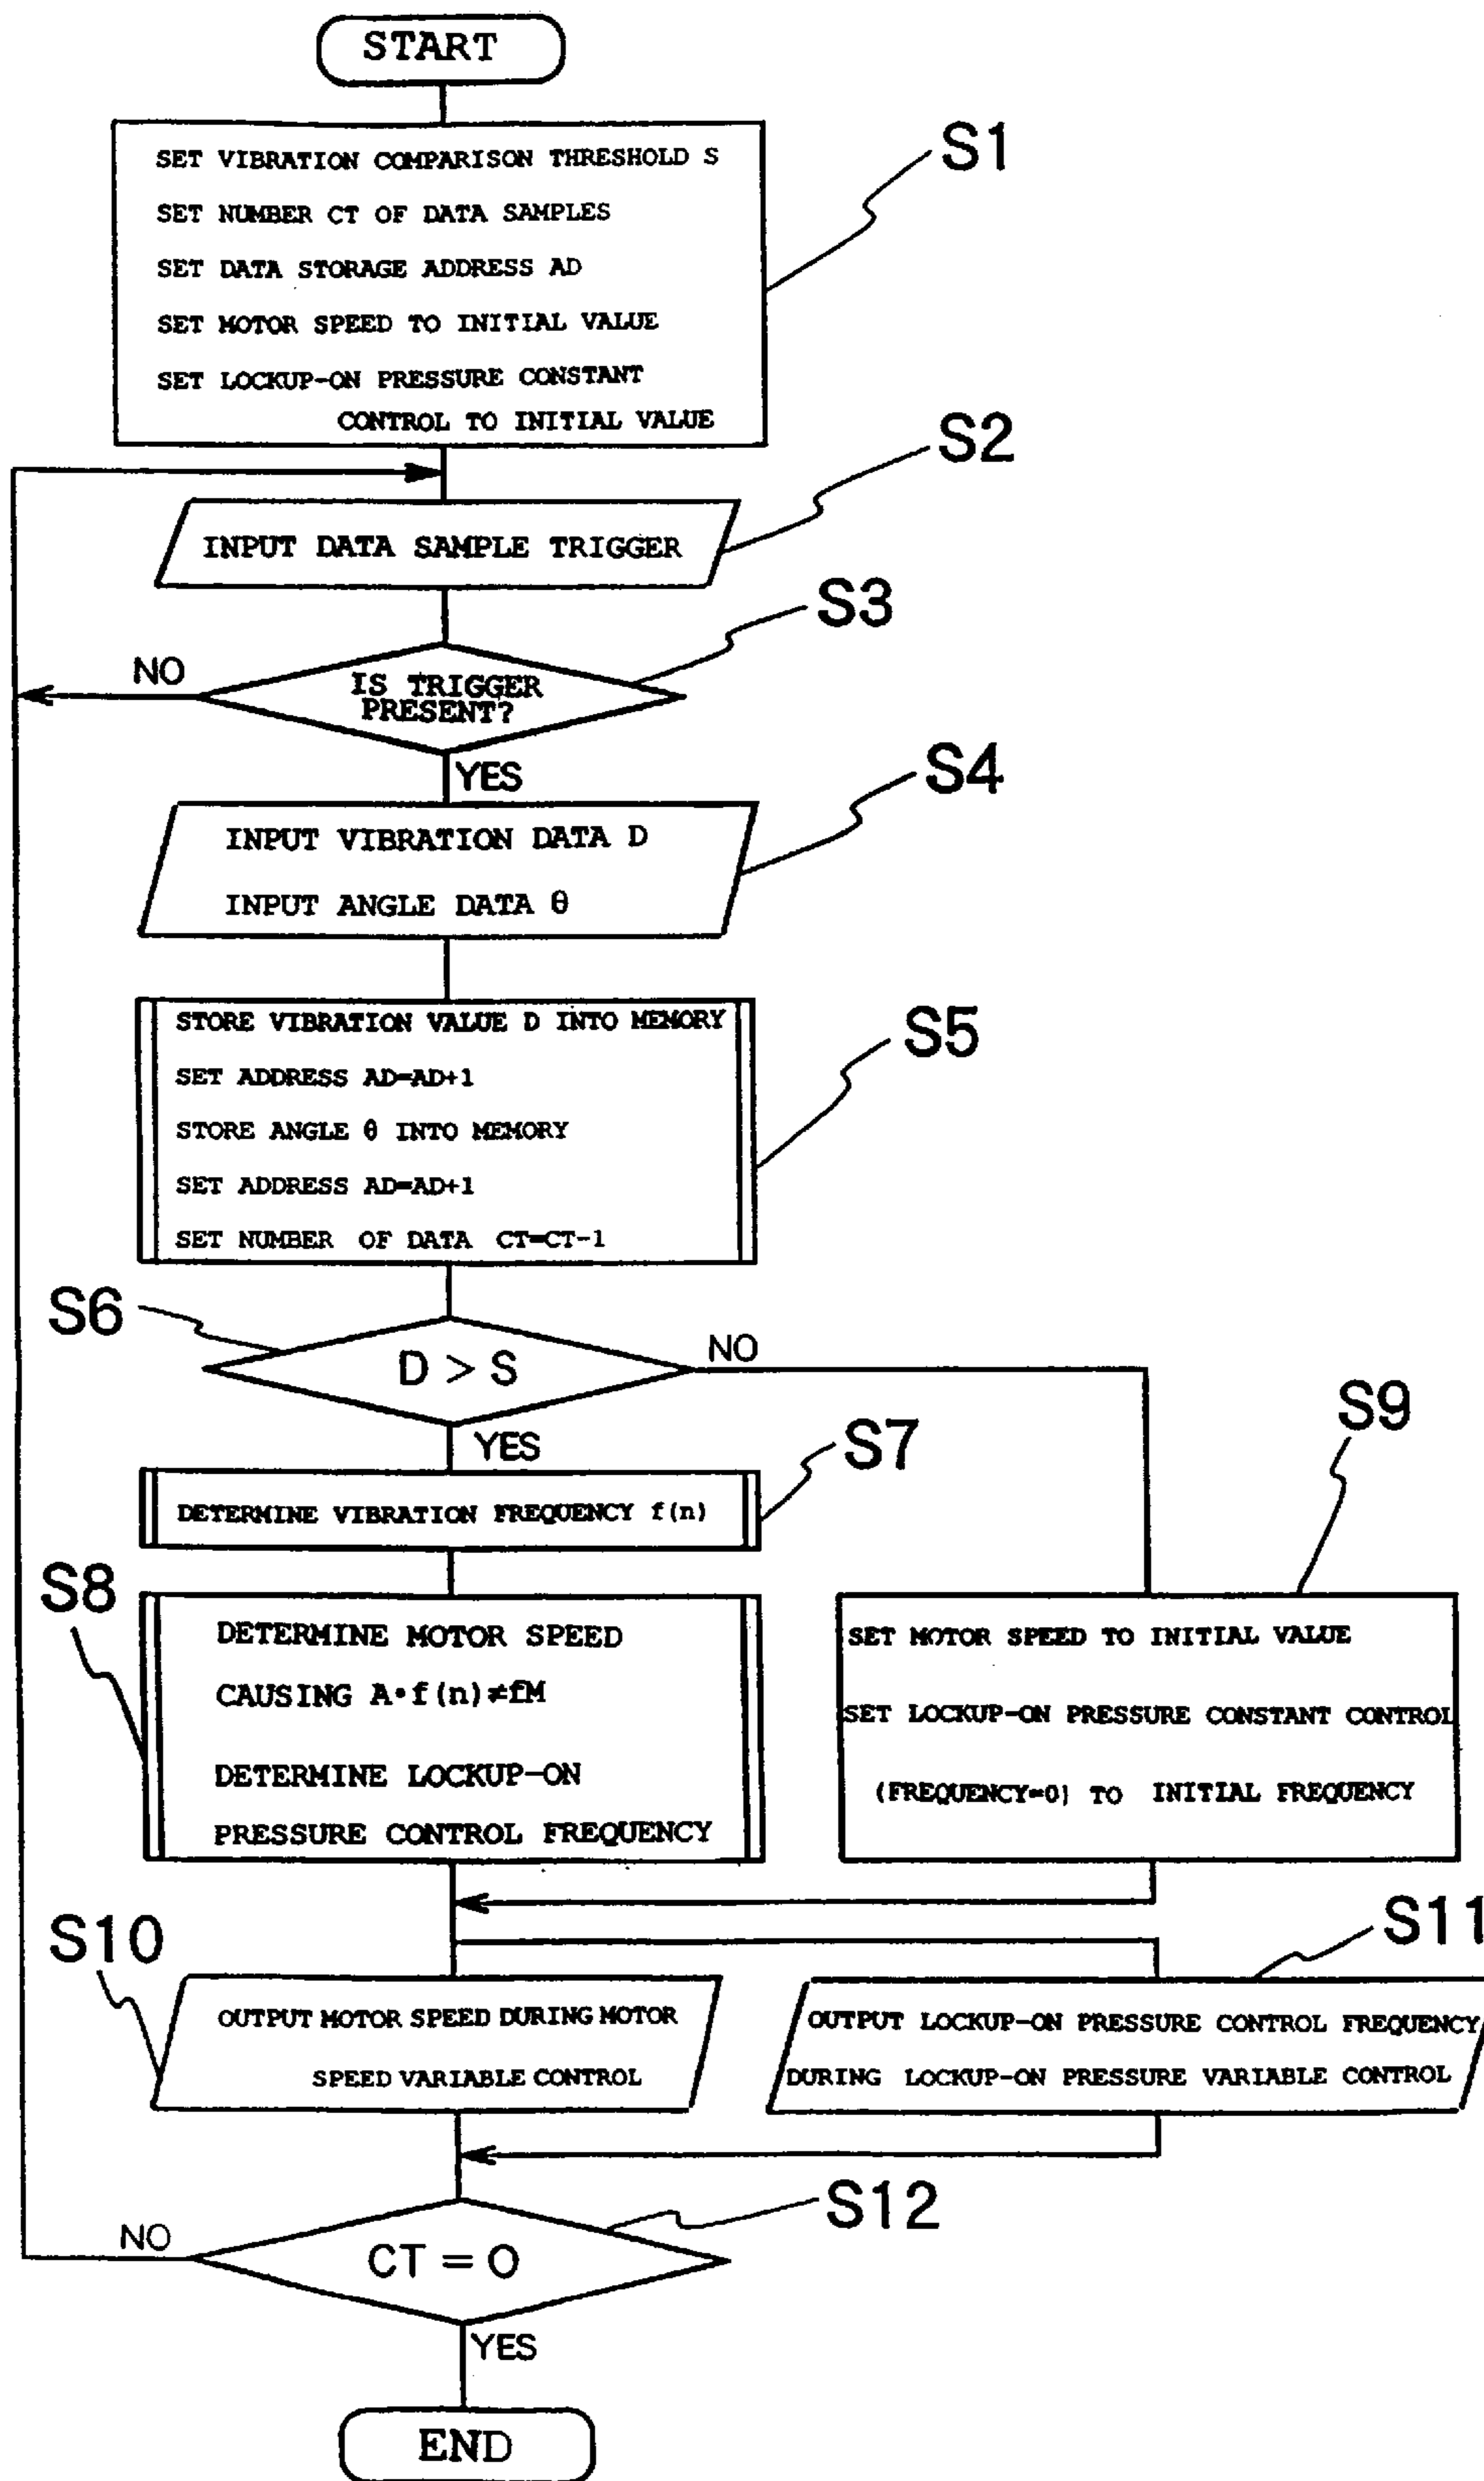 START
SET VIBRATION COMPARISON THRESHOLD S
SET NUMBER CT OF DATA SAMPLES
SET DATA STORAGE ADDRESS AD
SET MOTOR SPEED TO INITIAL VALUE
SET LOCKUP-ON PRESSURE CONSTANT
CONTROL TO INITIAL VALUE
S1
S2
INPUT DATA SAMPLE TRIGGER
S3
NO
IS TRIGGER
PRESENT?
YES
S4
INPUT VIBRATION DATA D
INPUT ANGLE DATA θ
S5
STORE VIBRATION VALUE D INTO MEMORY
SET ADDRESS AD=AD+1
STORE ANGLE θ INTO MEMORY
SET ADDRESS AD=AD+1
SET NUMBER OF DATA CT=CT-1
S6
D > S
NO
YES
S7
DETERMINE VIBRATION FREQUENCY f(n)
S8
DETERMINE MOTOR SPEED
CAUSING A•f(n)≠fM
DETERMINE LOCKUP-ON
PRESSURE CONTROL FREQUENCY
S9
SET MOTOR SPEED TO INITIAL VALUE
SET LOCKUP-ON PRESSURE CONSTANT CONTROL
(FREQUENCY=0) TO INITIAL FREQUENCY
S10
OUTPUT MOTOR SPEED DURING MOTOR
SPEED VARIABLE CONTROL
S11
OUTPUT LOCKUP-ON PRESSURE CONTROL FREQUENCY
DURING LOCKUP-ON PRESSURE VARIABLE CONTROL
S12
NO
CT = O
YES
END